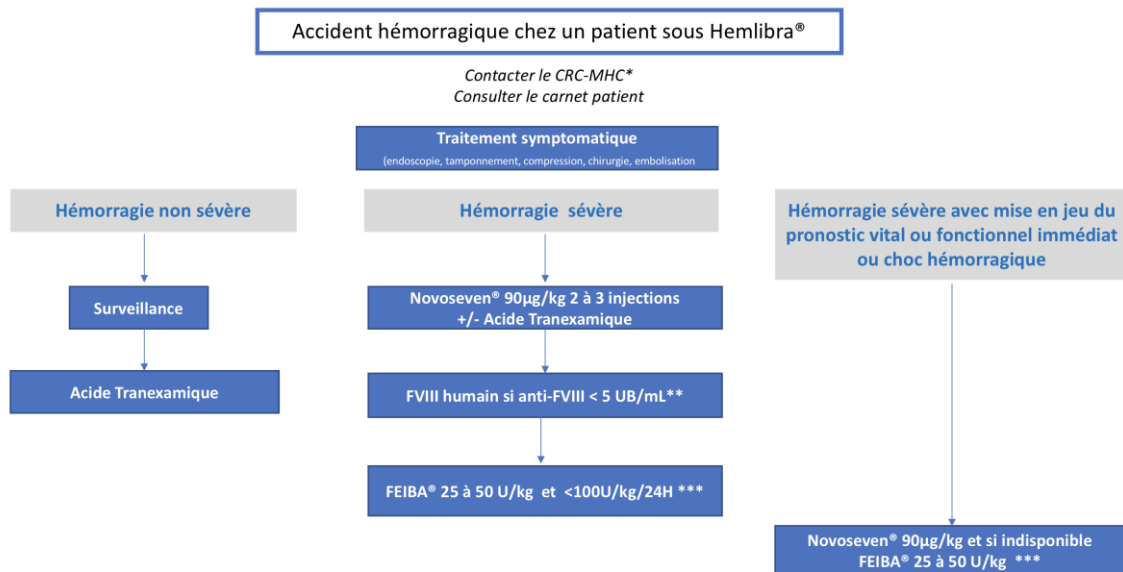 Accident hémorragique chez un patient sous Hemlibra®
Contacter le CRC-MHC*
Consulter le carnet patient
Traitement symptomatique
(endoscopie, tamponnement, compression, chirurgie, embolisation
Hémorragie non sévère
Surveillance
Acide Tranexamique
Hémorragie sévère
Novoseven® 90µg/kg 2 à 3 injections
+/- Acide Tranexamique
FVIII humain si anti-FVIII < 5 UB/mL**
FEIBA® 25 à 50 U/kg et <100U/kg/24H ***
Hémorragie sévère avec mise en jeu du
pronostic vital ou fonctionnel immédiat
ou choc hémorragique
Novoseven® 90µg/kg et si indisponible
FEIBA® 25 à 50 U/kg ***